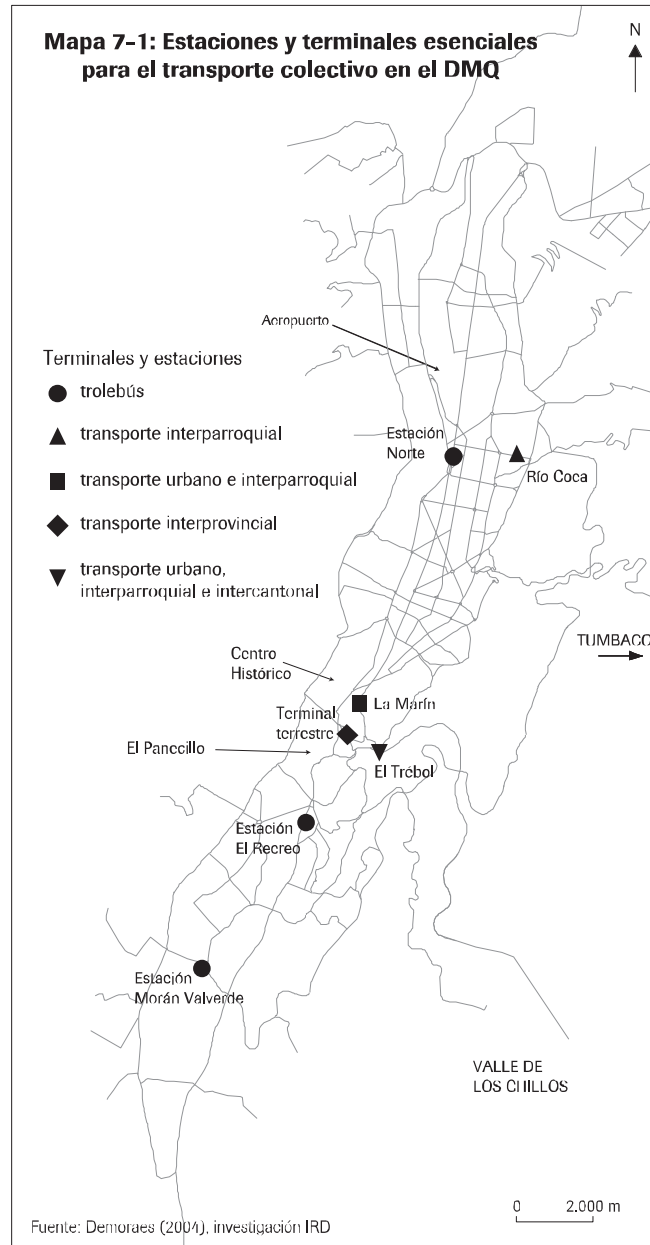 Mapa 7-1: Estaciones y terminales esenciales
para el transporte colectivo en el DMQ
N
Aeropuerto
Terminales y estaciones
trolebús
transporte interparroquial
transporte urbano e interparroquial
transporte interprovincial
transporte urbano,
interparroquial e intercantonal
Estación
Norte
Río Coca
TUMBACO
Centro
Histórico
La Marín
Terminal
terrestre
El Panecillo
El Trébol
Estación
El Recreo
Estación
Morán Valverde
VALLE DE
LOS CHILLOS
0 2.000 m
Fuente: Demoraes (2004), investigación IRD